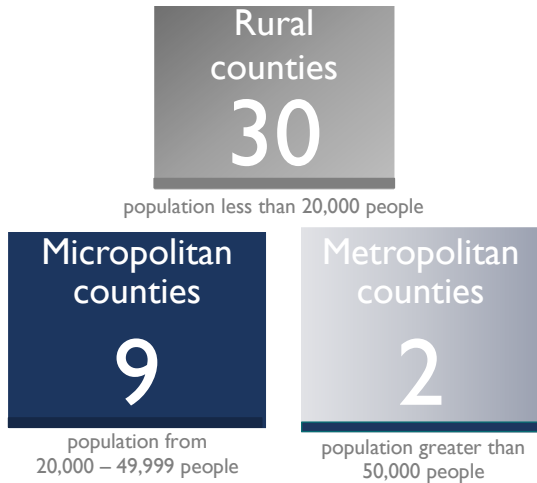 Rural
counties
30
population less than 20,000 people
Micropolitan
counties
9
population from
20,000 – 49,999 people
Metropolitan
counties
2
population greater than
50,000 people